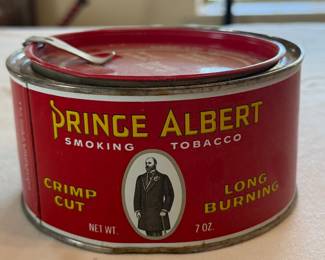 PRINCE ALBERT
SMOKING TOBACCO
CRIMP CUT
LONG BURNING
NET WT. 7 OZ.